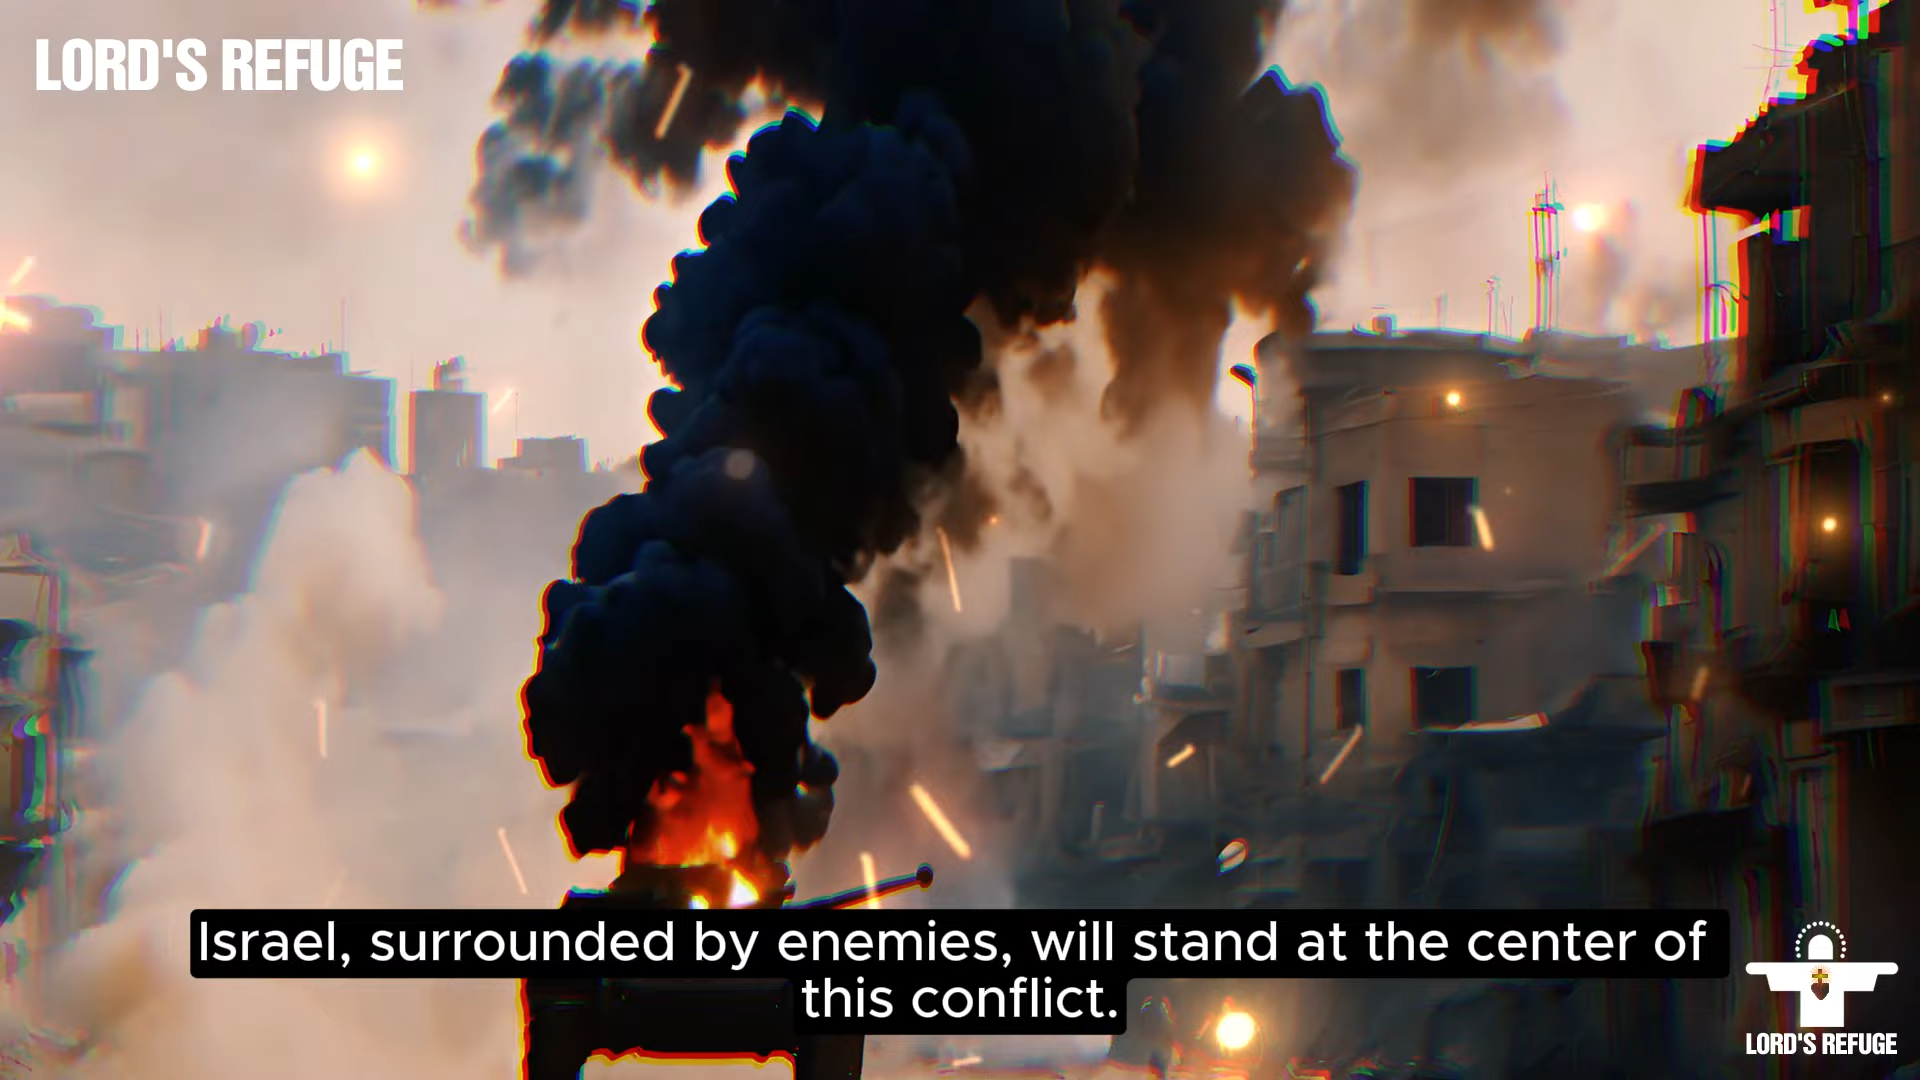 LORD'S REFUGE
Israel, surrounded by enemies, will stand at the center of
this conflict.
LORD'S REFUGE